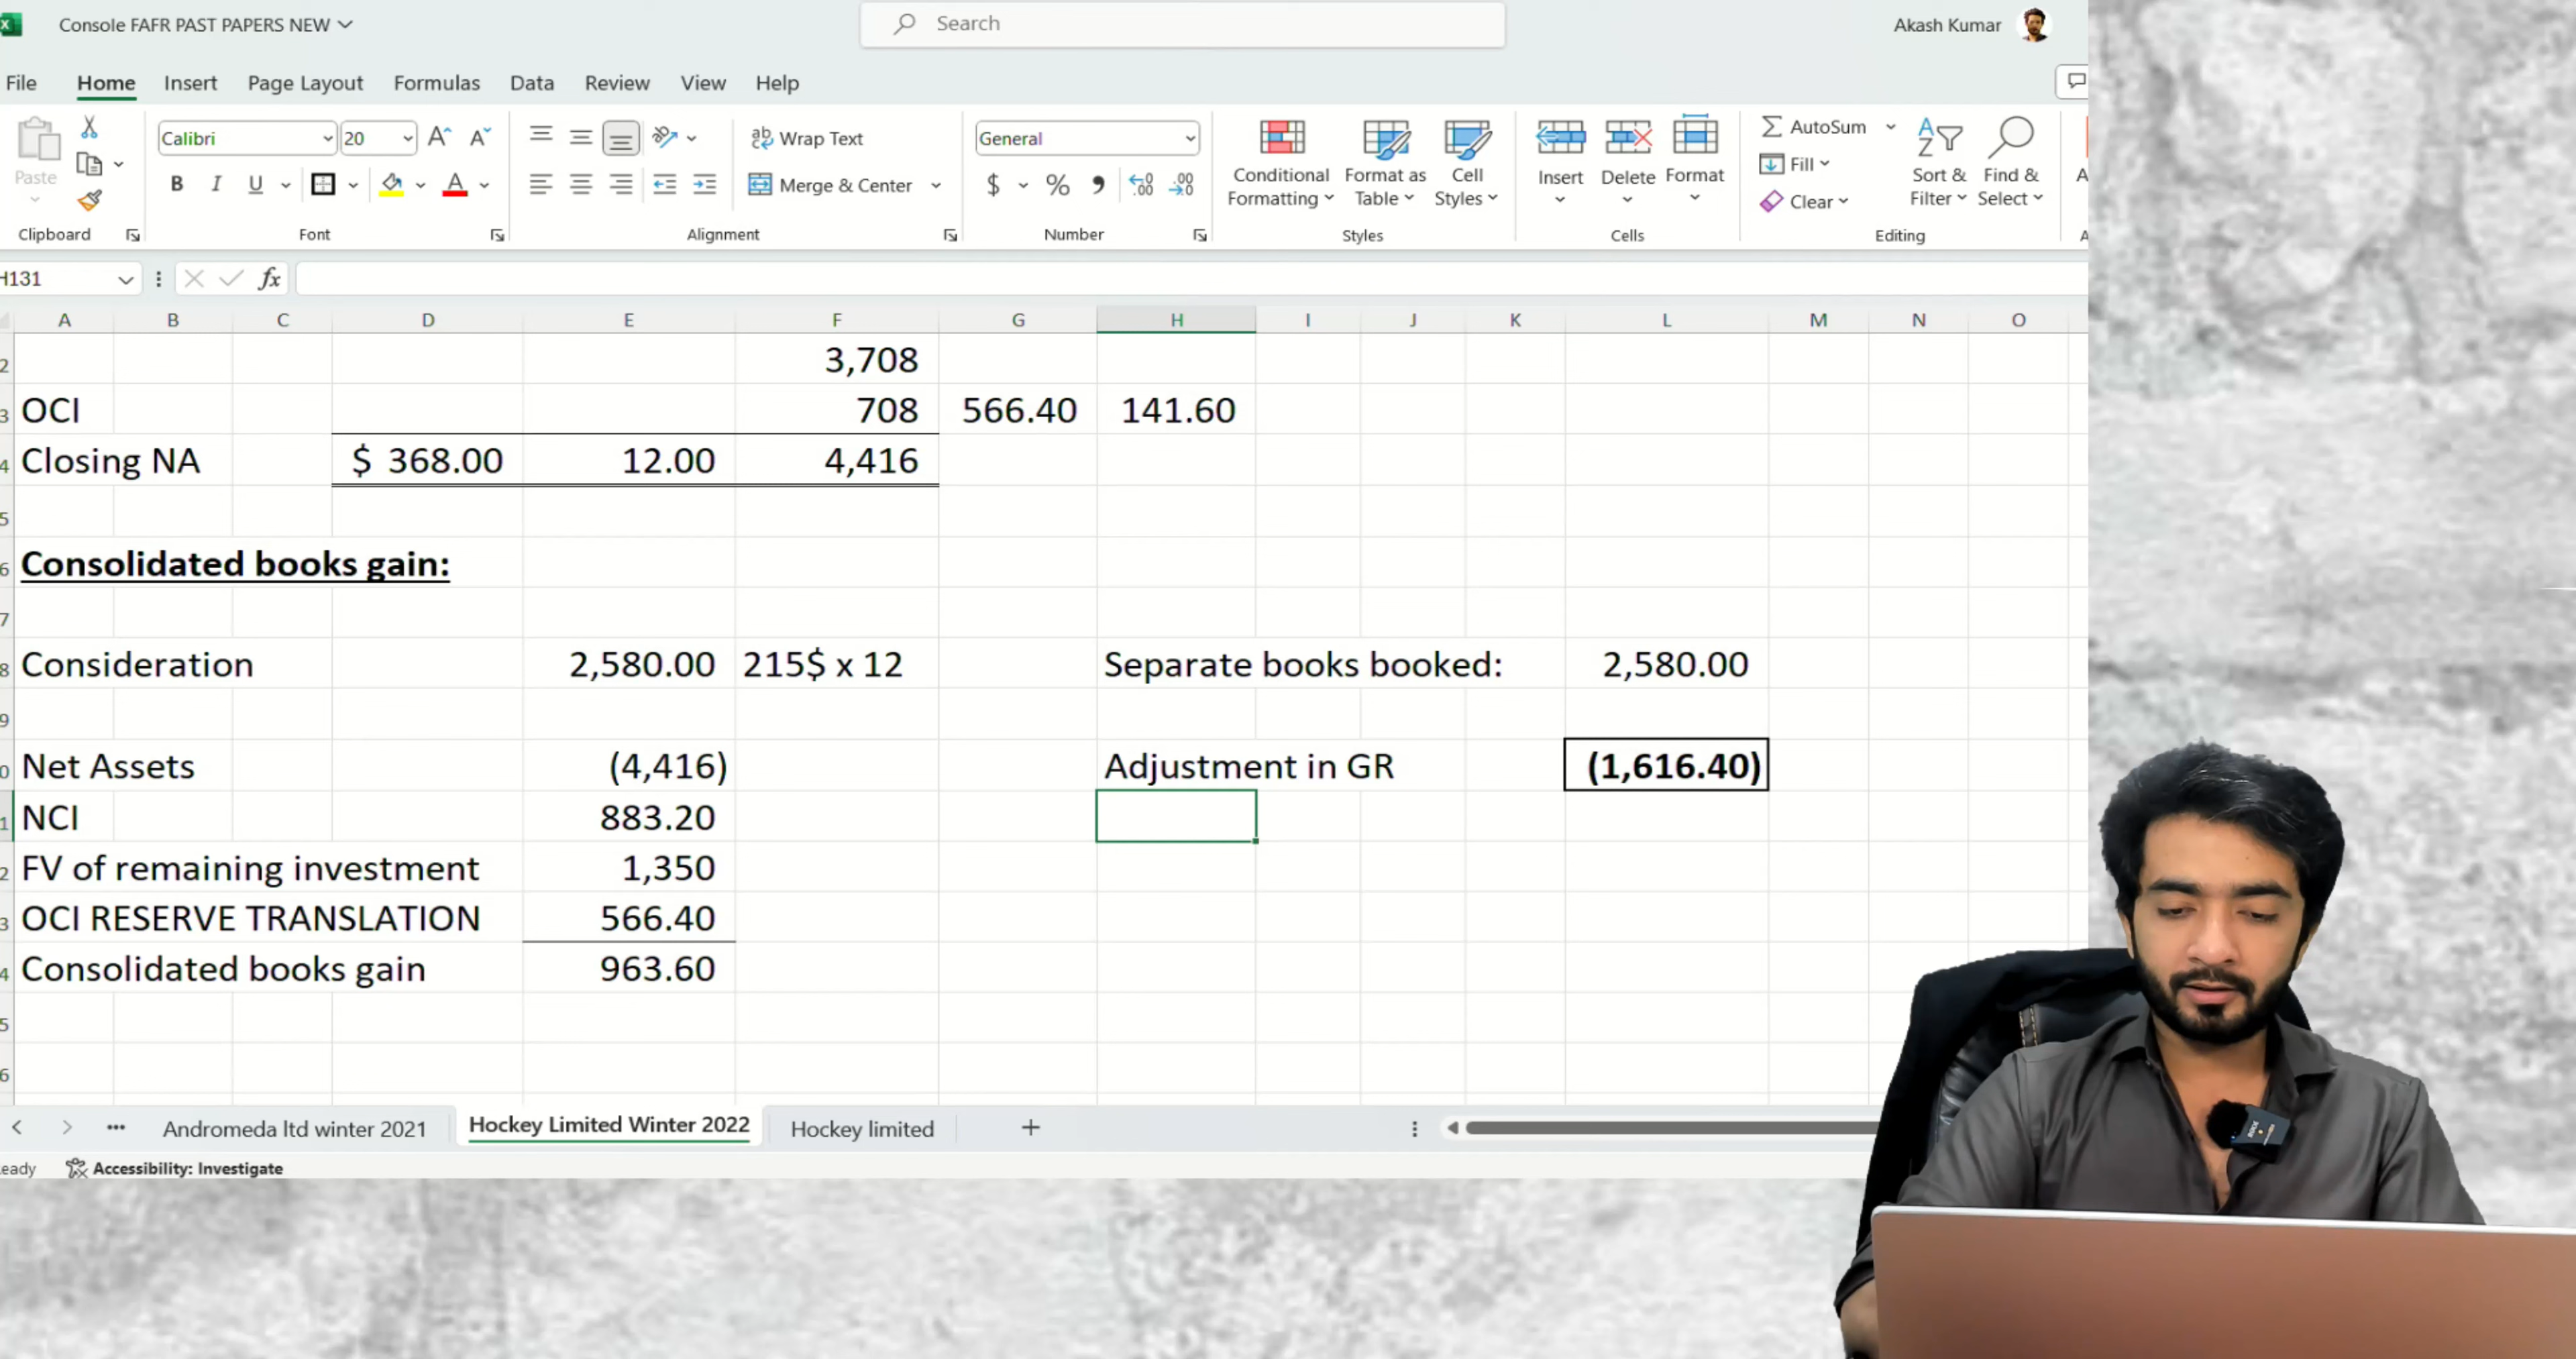 Console FAFR PAST PAPERS NEW
Search
Akash Kumar
File Home Insert Page Layout Formulas Data Review View Help
Paste
Clipboard
Calibri 20
B I U
Font
Wrap Text
Merge & Center
Alignment
General
$ % 9
Number
Conditional Formatting
Format as Table
Cell Styles
Styles
Insert Delete Format
Cells
AutoSum
Fill
Clear
Sort & Filter
Find & Select
Editing
H131
fx
A B C D E F G H I J K L M N O
3,708
OCI 708 566.40 141.60
Closing NA $ 368.00 12.00 4,416
Consolidated books gain:
Consideration 2,580.00 215$ x 12 Separate books booked: 2,580.00
Net Assets (4,416) Adjustment in GR (1,616.40)
NCI 883.20
FV of remaining investment 1,350
OCI RESERVE TRANSLATION 566.40
Consolidated books gain 963.60
Andromeda ltd winter 2021 Hockey Limited Winter 2022 Hockey limited
eady Accessibility: Investigate